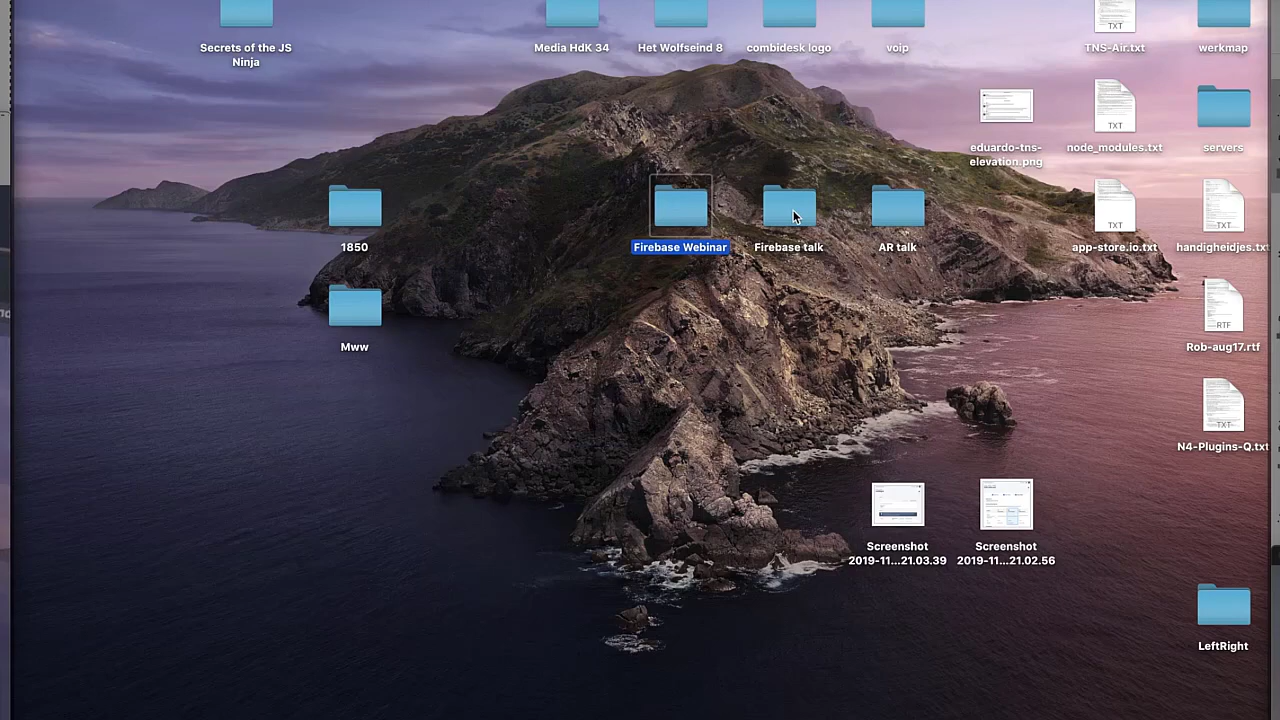 Secrets of the JS
Ninja
Media HdK 34
Het Wolfseind 8
combidesk logo
voip
TXT
TNS-Air.txt
werkmap
eduardo-tns-
elevation.png
TXT
node_modules.txt
servers
1850
Firebase Webinar
Firebase talk
AR talk
TXT
app-store.io.txt
TXT
handigheidjes.txt
Mww
RTF
Rob-aug17.rtf
TXT
N4-Plugins-Q.txt
Screenshot
2019-11...21.03.39
Screenshot
2019-11...21.02.56
LeftRight